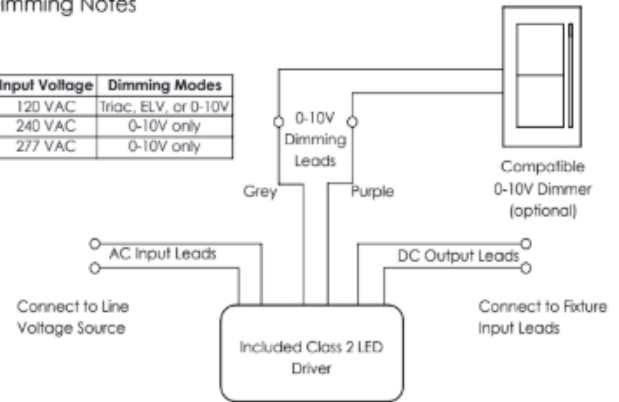 imming Notes
Input Voltage Dimming Modes
120 VAC Triac, ELV, or 0-10V
240 VAC 0-10V only
277 VAC 0-10V only
0-10V
Dimming
Leads
Grey
Purple
Compatible
0-10V Dimmer
(optional)
AC Input Leads
DC Output Leads
Connect to Line
Voltage Source
Connect to Fixture
Input Leads
Included Class 2 LED
Driver